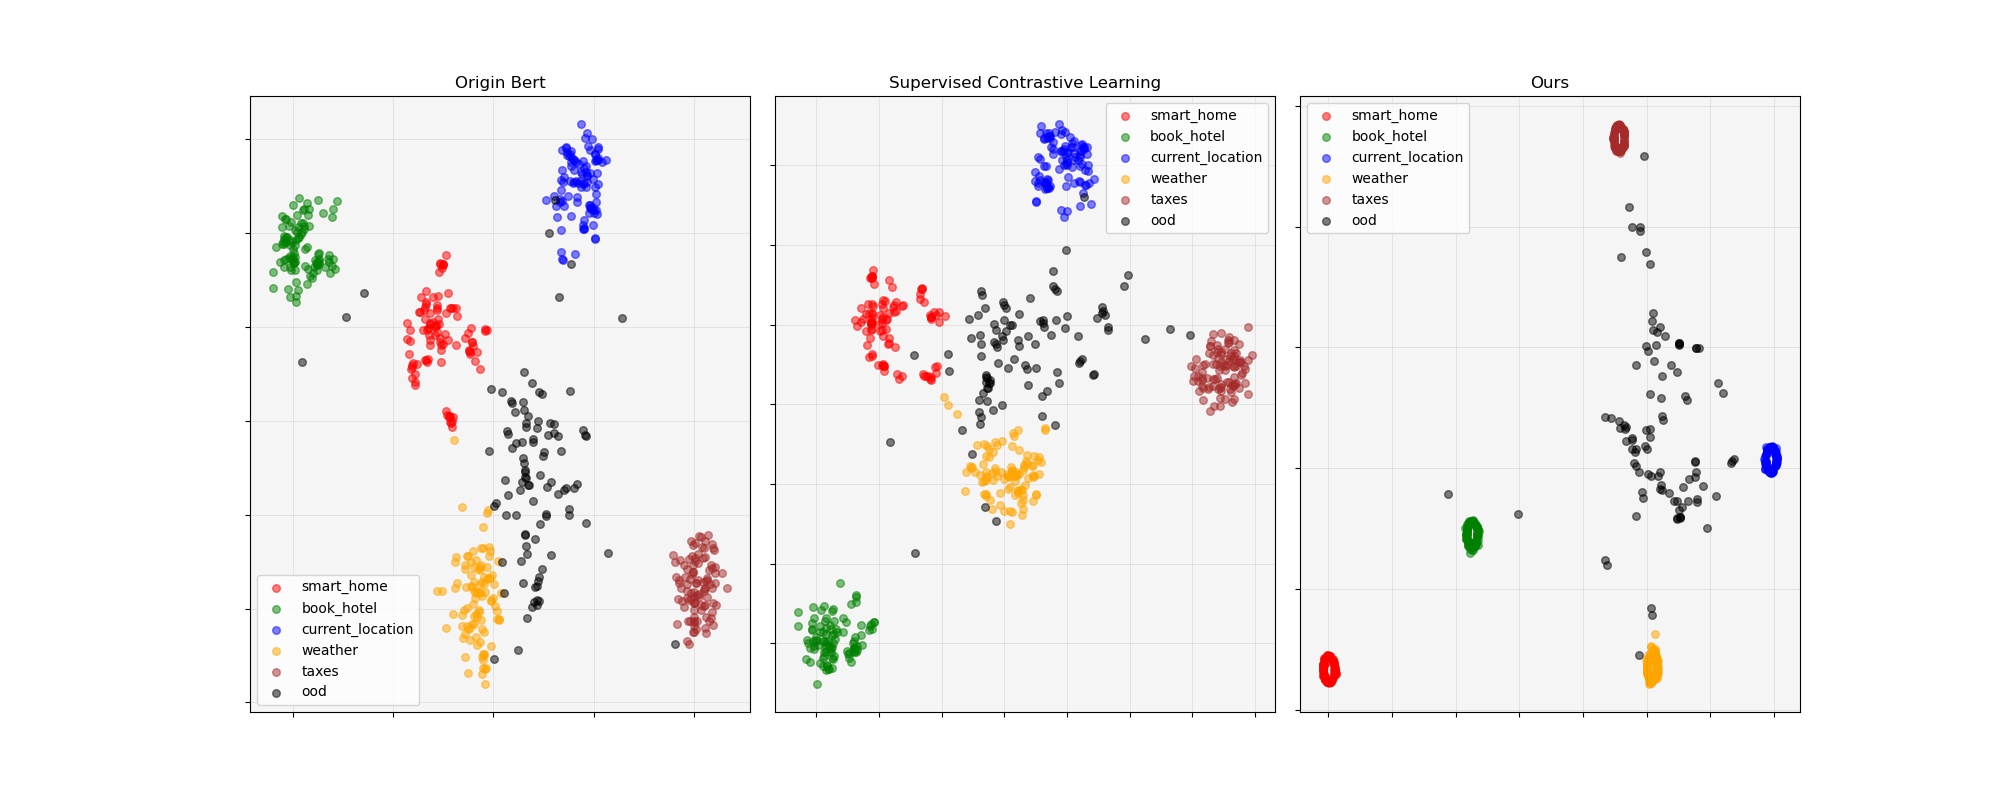 Origin Bert
smart_home
book_hotel
current_location
weather
taxes
ood
Supervised Contrastive Learning
smart_home
book_hotel
current_location
weather
taxes
ood
Ours
smart_home
book_hotel
current_location
weather
taxes
ood